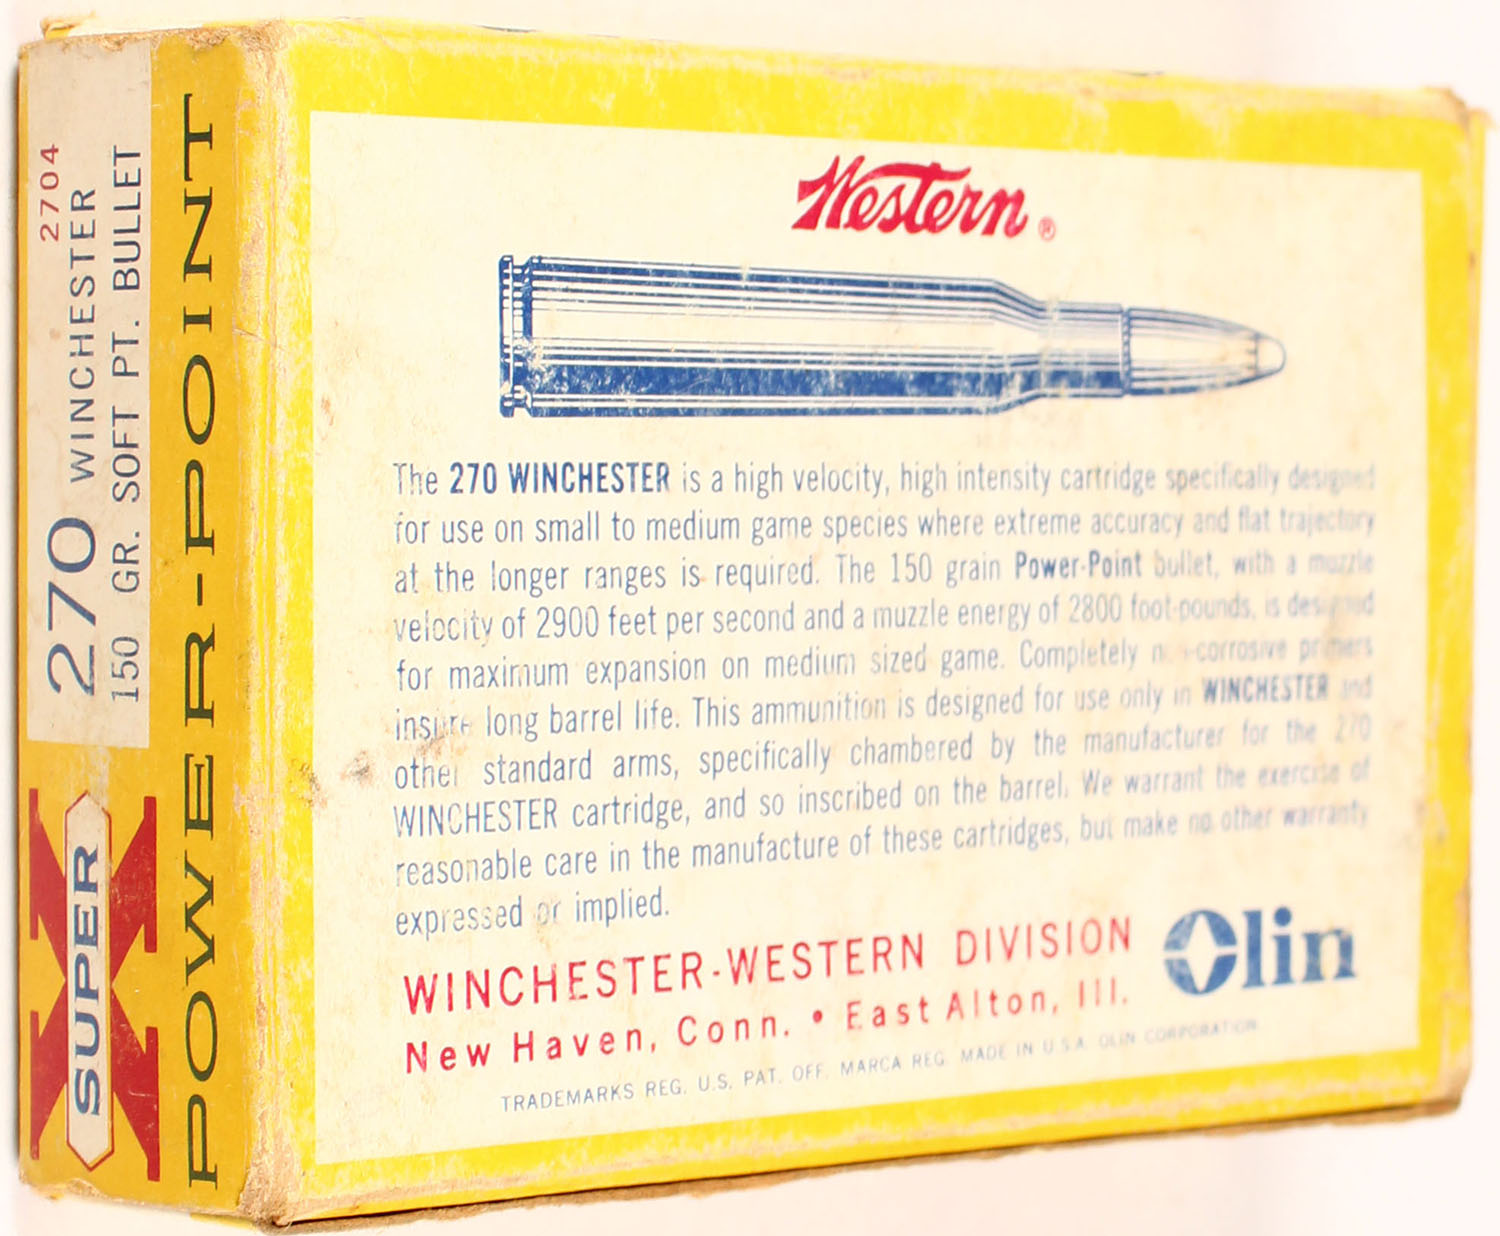 2704
270 WINCHESTER
150 GR. SOFT PT. BULLET
POWER-POINT
SUPER X
Western®
The 270 WINCHESTER is a high velocity, high intensity cartridge specifically designed
for use on small to medium game species where extreme accuracy and flat trajectory
at the longer ranges is required. The 150 grain Power-Point bullet, with a muzzle
velocity of 2900 feet per second and a muzzle energy of 2800 foot-pounds, is designed
for maximum expansion on medium sized game. Completely non-corrosive primers
insure long barrel life. This ammunition is designed for use only in WINCHESTER and
other standard arms, specifically chambered by the manufacturer for the 270
WINCHESTER cartridge, and so inscribed on the barrel. We warrant the exercise of
reasonable care in the manufacture of these cartridges, but make no other warranty
expressed or implied.
WINCHESTER-WESTERN DIVISION
New Haven, Conn. • East Alton, Ill.
Olin
TRADEMARKS REG. U.S. PAT. OFF. MARCA REG. MADE IN U.S.A. OLIN CORPORATION